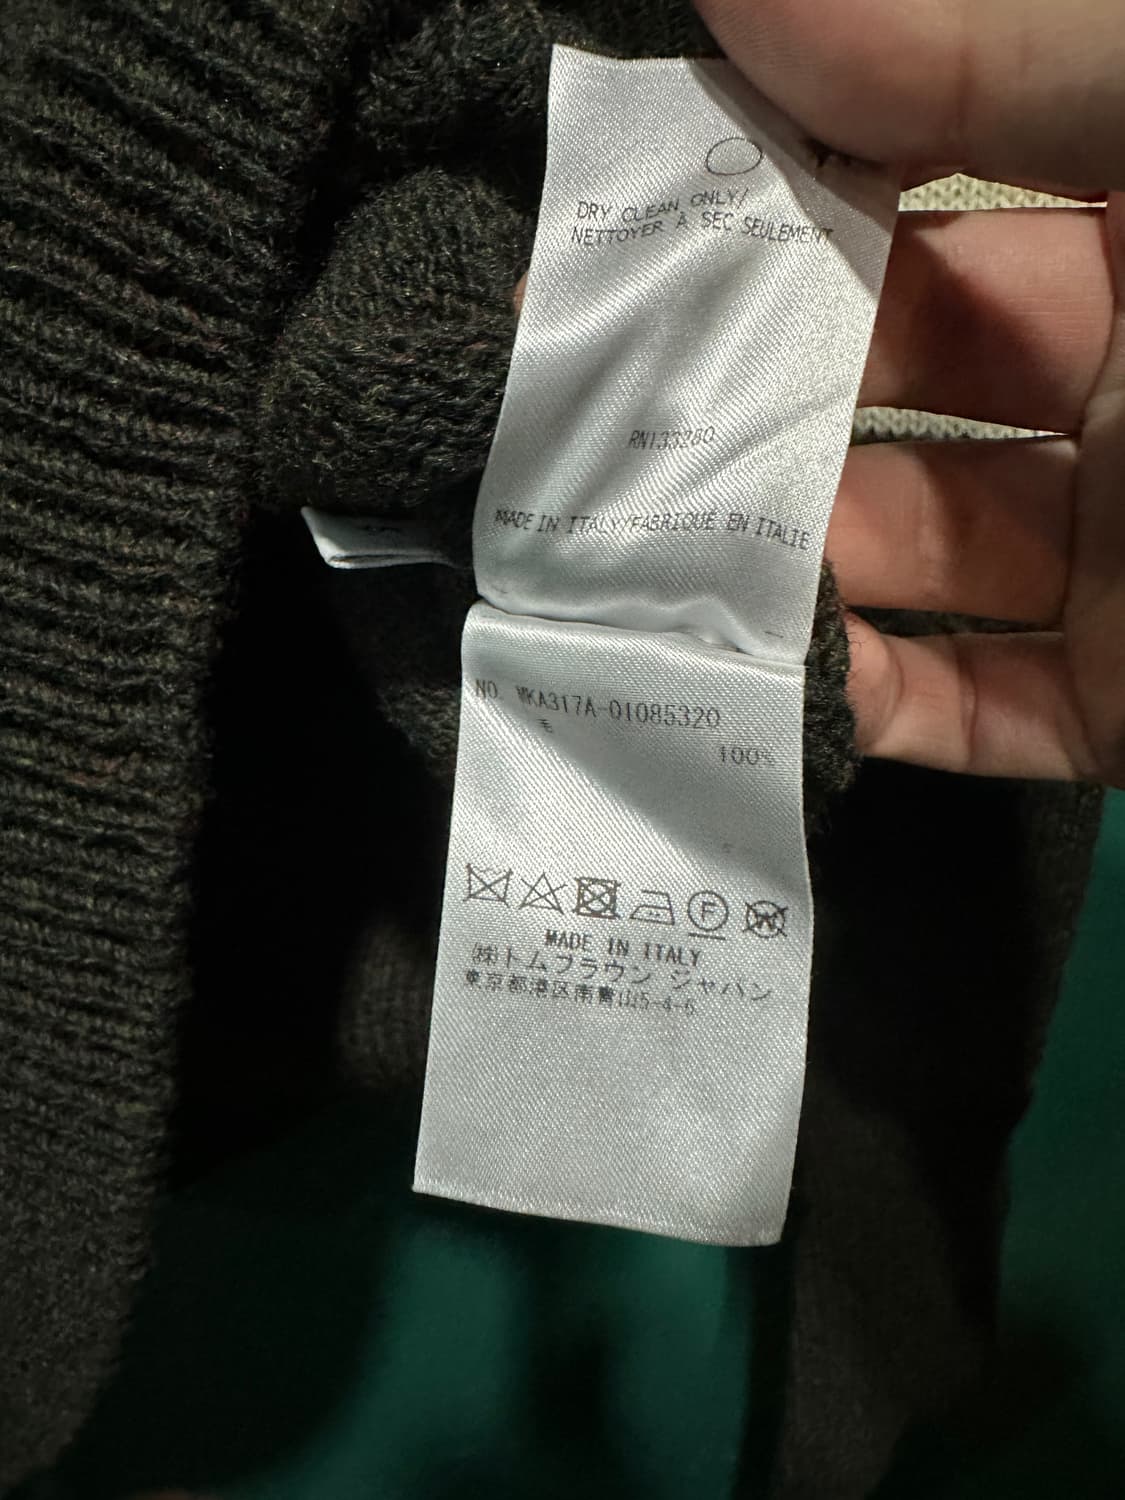 DRY CLEAN ONLY/
NETTOYER À SEC SEULEMENT
RN133280
MADE IN ITALY/FABRIQUÉ EN ITALIE
NO. MKA317A-01085320
毛 100%
F
W
MADE IN ITALY
㈱トムブラウン ジャパン
東京都港区南青山5-4-6